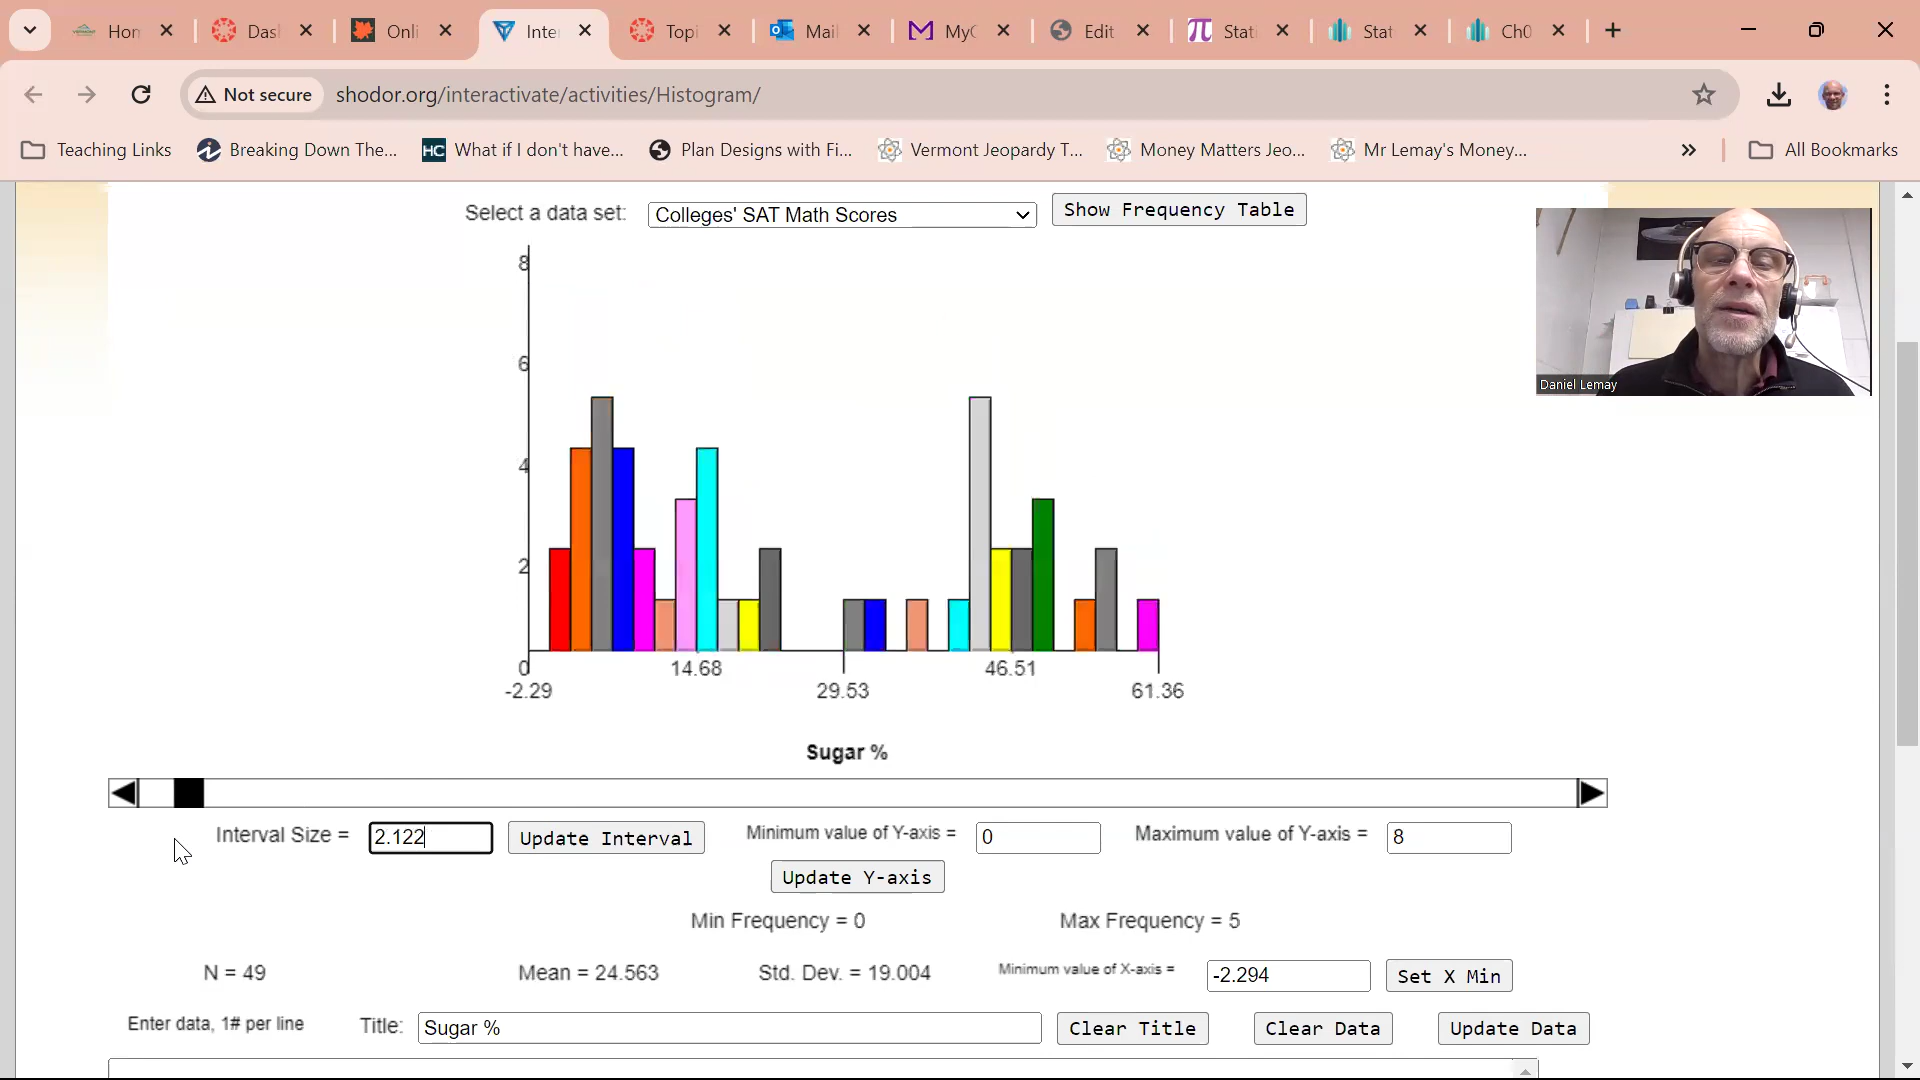 Hon
Das
Onli
Inte
Topi
Mail
MyC
Edit
Stati
Stat
Ch0
Not secure
shodor.org/interactivate/activities/Histogram/
Teaching Links
Breaking Down The...
HC What if I don't have...
Plan Designs with Fi...
Vermont Jeopardy T...
Money Matters Jeo...
Mr Lemay's Money...
»
All Bookmarks
Select a data set:
Colleges' SAT Math Scores
Show Frequency Table
Daniel Lemay
8
6
4
2
0
14.68
46.51
-2.29
29.53
61.36
Sugar %
Interval Size =
2.122
Update Interval
Minimum value of Y-axis =
0
Maximum value of Y-axis =
8
Update Y-axis
Min Frequency = 0
Max Frequency = 5
N = 49
Mean = 24.563
Std. Dev. = 19.004
Minimum value of X-axis =
-2.294
Set X Min
Enter data, 1# per line
Title:
Sugar %
Clear Title
Clear Data
Update Data